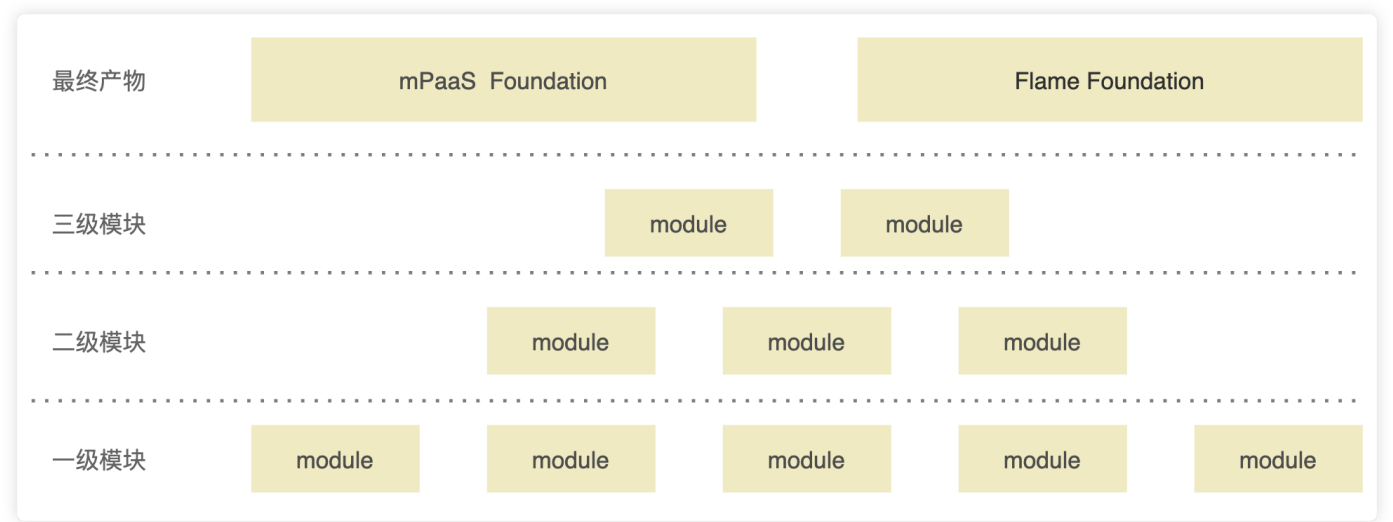 最终产物 mPaaS Foundation Flame Foundation
三级模块 module module
二级模块 module module module
一级模块 module module module module module